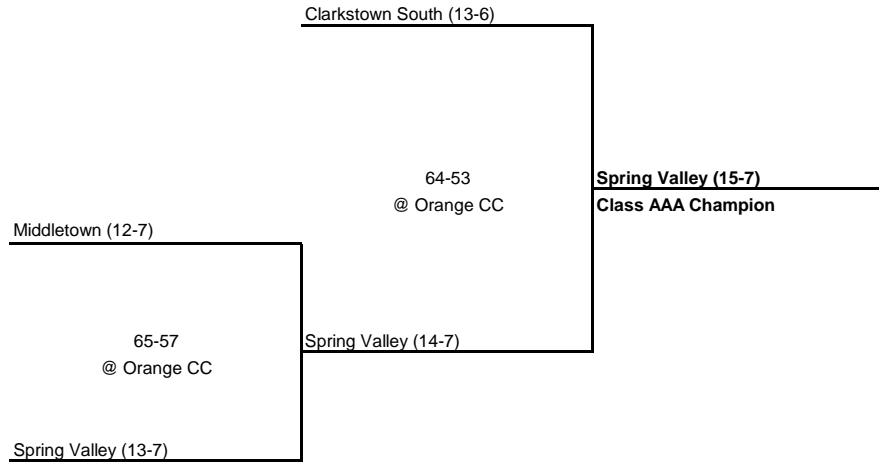 Clarkstown South (13-6)
64-53
@ Orange CC
Spring Valley (15-7)
Class AAA Champion
Middletown (12-7)
65-57
@ Orange CC
Spring Valley (14-7)
Spring Valley (13-7)